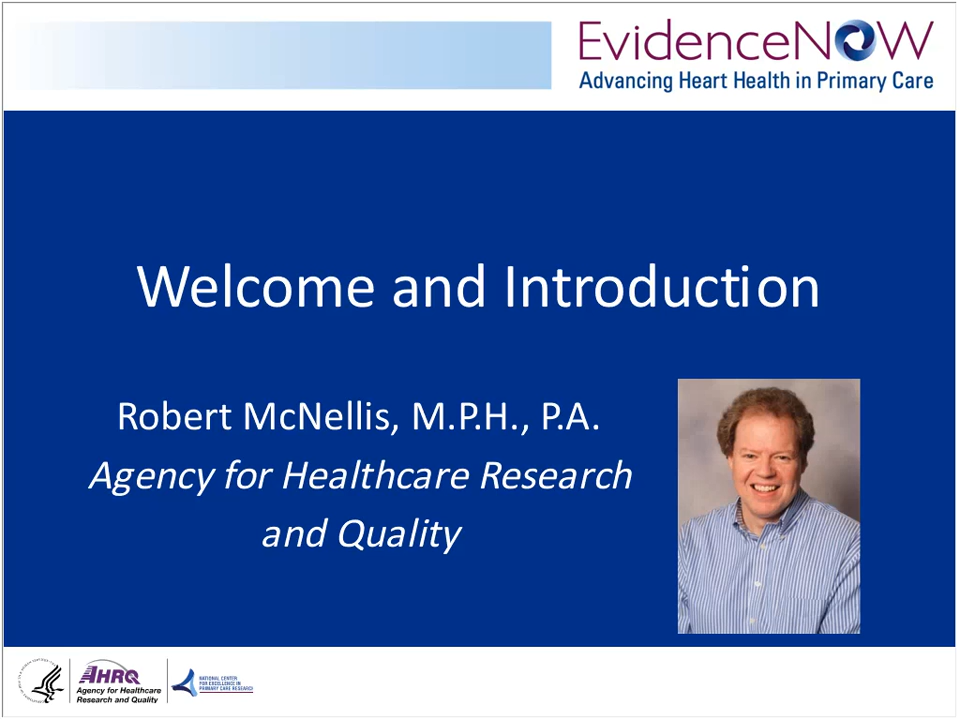 EvidenceNOW
Advancing Heart Health in Primary Care
Welcome and Introduction
Robert McNellis, M.P.H., P.A.
Agency for Healthcare Research
and Quality
AHRQ
Agency for Healthcare
Research and Quality
NATIONAL CENTER
FOR EXCELLENCE IN
PRIMARY CARE RESEARCH